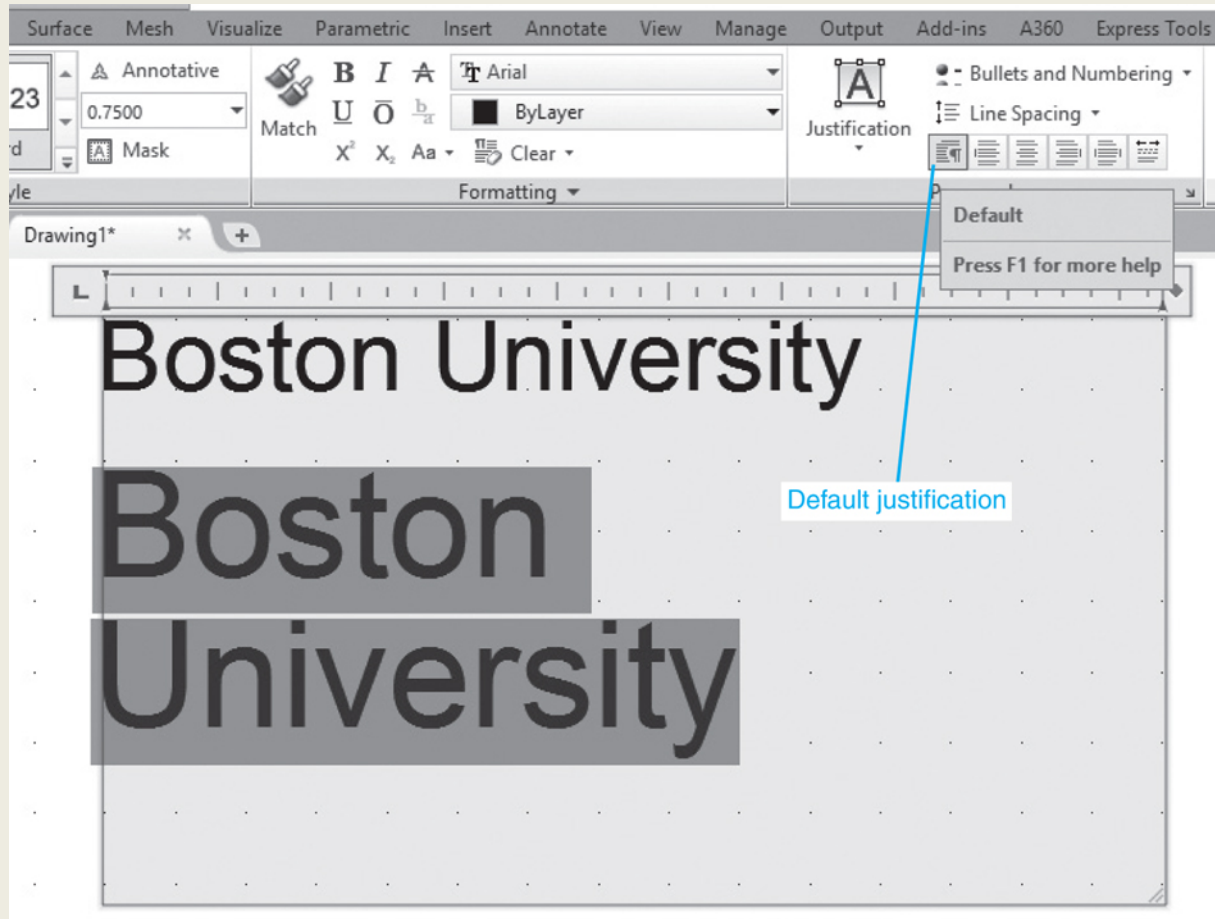 Surface Mesh Visualize Parametric Insert Annotate View Manage Output Add-ins A360 Express Tools
Annotative B I A Arial A Bullets and Numbering
23 0.7500 Match U O b/a ByLayer Justification Line Spacing
d Mask X² X₂ Aa Clear
yle Formatting
Default
Drawing1* × +
Press F1 for more help
L
Boston University
Boston
Default justification
University